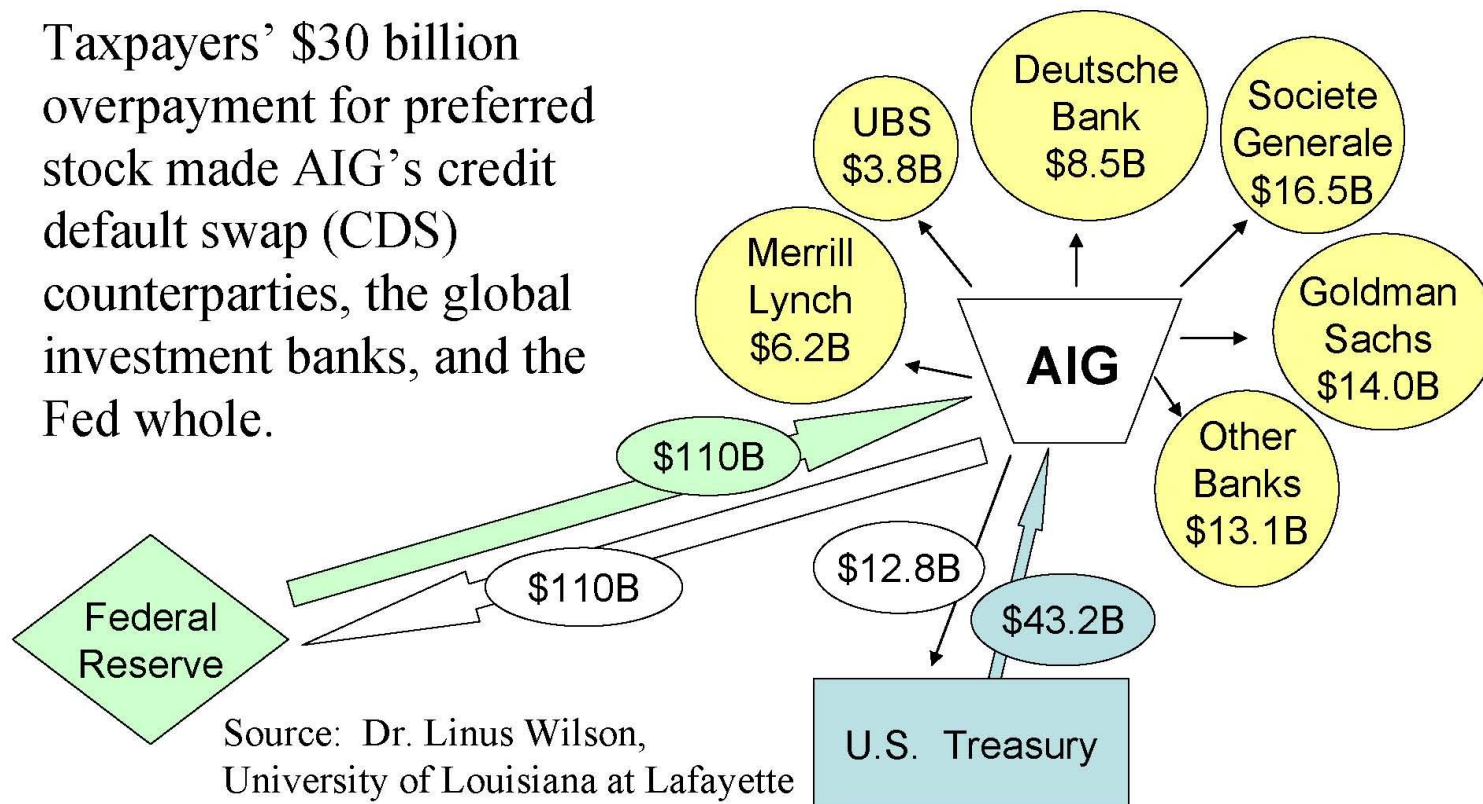 Taxpayers’ $30 billion
overpayment for preferred
stock made AIG’s credit
default swap (CDS)
counterparties, the global
investment banks, and the
Fed whole.
UBS
$3.8B
Deutsche
Bank
$8.5B
Societe
Generale
$16.5B
Merrill
Lynch
$6.2B
AIG
Goldman
Sachs
$14.0B
Other
Banks
$13.1B
$110B
$110B
$12.8B
$43.2B
Federal
Reserve
U.S. Treasury
Source: Dr. Linus Wilson,
University of Louisiana at Lafayette